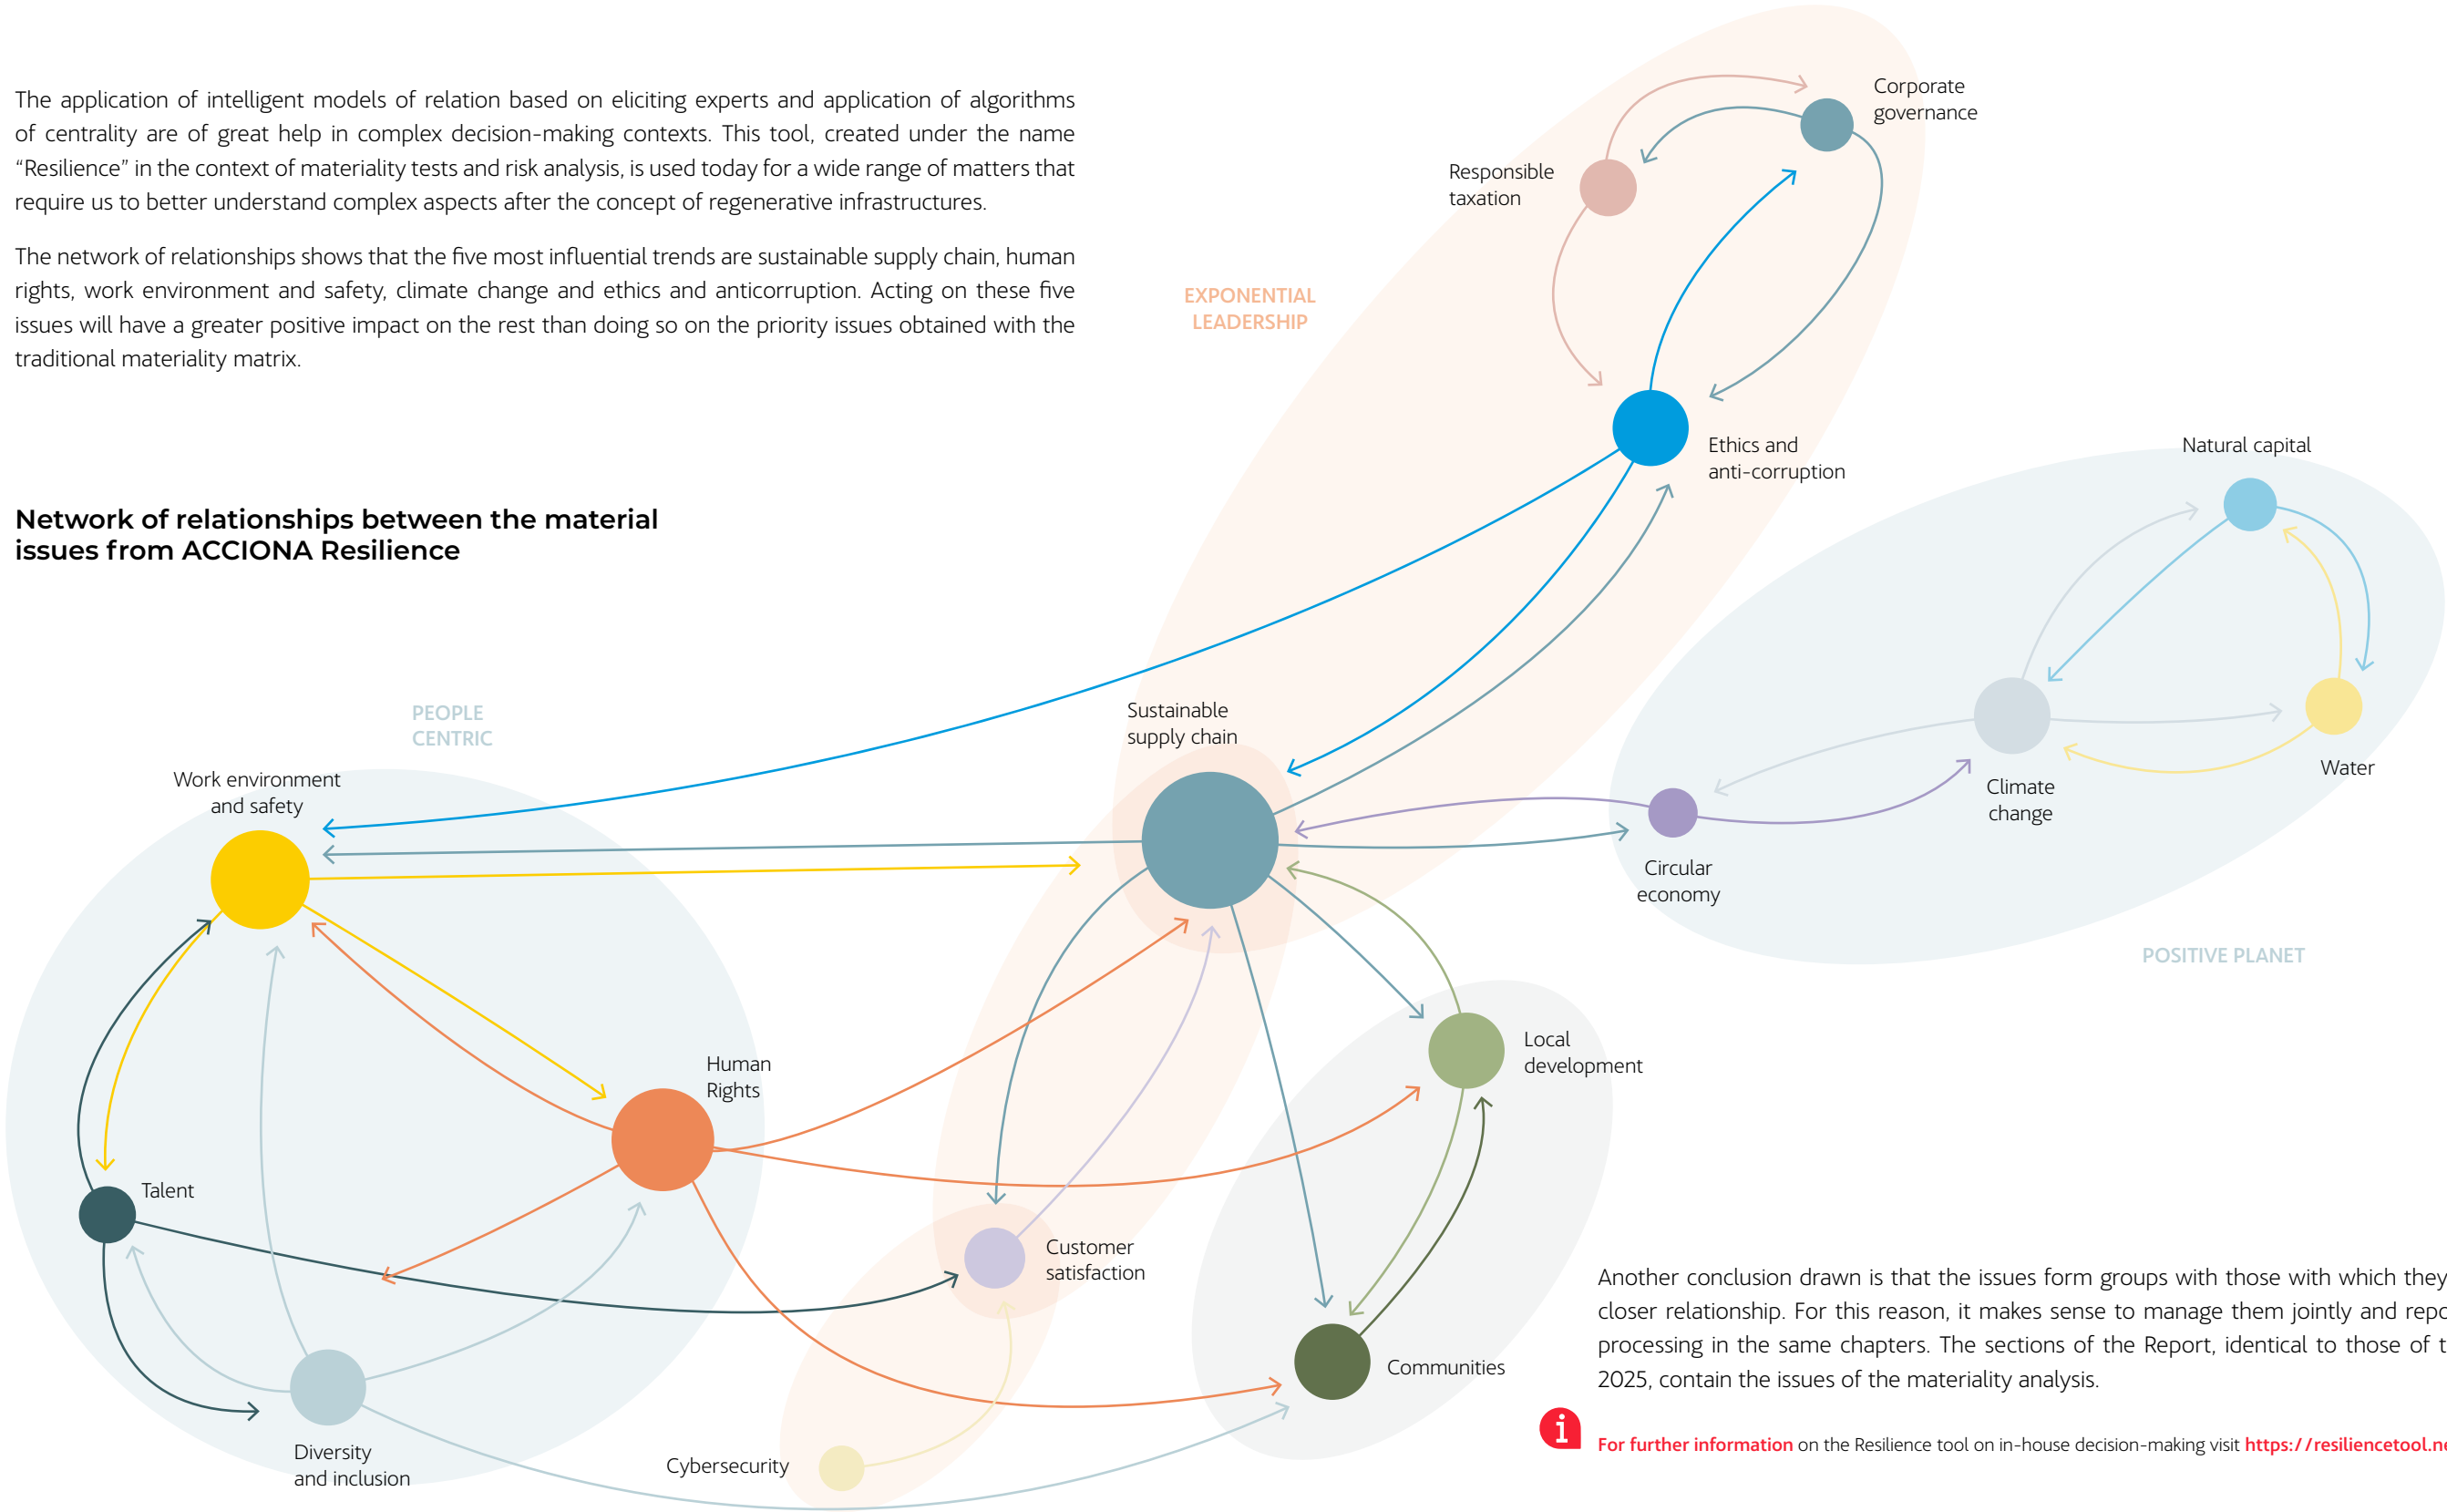 The application of intelligent models of relation based on eliciting experts and application of algorithms
of centrality are of great help in complex decision-making contexts. This tool, created under the name
“Resilience” in the context of materiality tests and risk analysis, is used today for a wide range of matters that
require us to better understand complex aspects after the concept of regenerative infrastructures.
The network of relationships shows that the five most influential trends are sustainable supply chain, human
rights, work environment and safety, climate change and ethics and anticorruption. Acting on these five
issues will have a greater positive impact on the rest than doing so on the priority issues obtained with the
traditional materiality matrix.
Network of relationships between the material
issues from ACCIONA Resilience
Corporate
governance
Responsible
taxation
EXPONENTIAL
LEADERSHIP
Ethics and
anti-corruption
Natural capital
PEOPLE
CENTRIC
Sustainable
supply chain
Work environment
and safety
Water
Climate
change
Circular
economy
POSITIVE PLANET
Local
development
Human
Rights
Talent
Customer
satisfaction
Communities
Diversity
and inclusion
Cybersecurity
Another conclusion drawn is that the issues form groups with those with which they
closer relationship. For this reason, it makes sense to manage them jointly and repo
processing in the same chapters. The sections of the Report, identical to those of t
2025, contain the issues of the materiality analysis.
i
For further information on the Resilience tool on in-house decision-making visit https://resiliencetool.ne